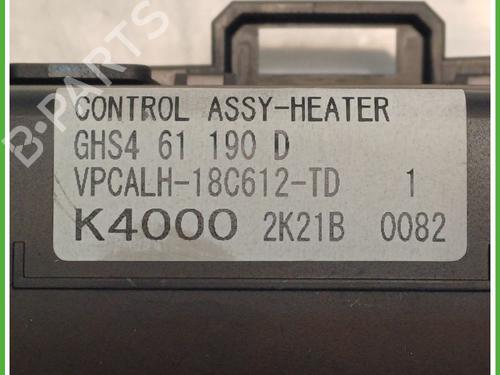 CONTROL ASSY-HEATER
GHS4 61 190 D
VPCALH-18C612-TD 1
K4000 2K21B 0082
B-PARTS